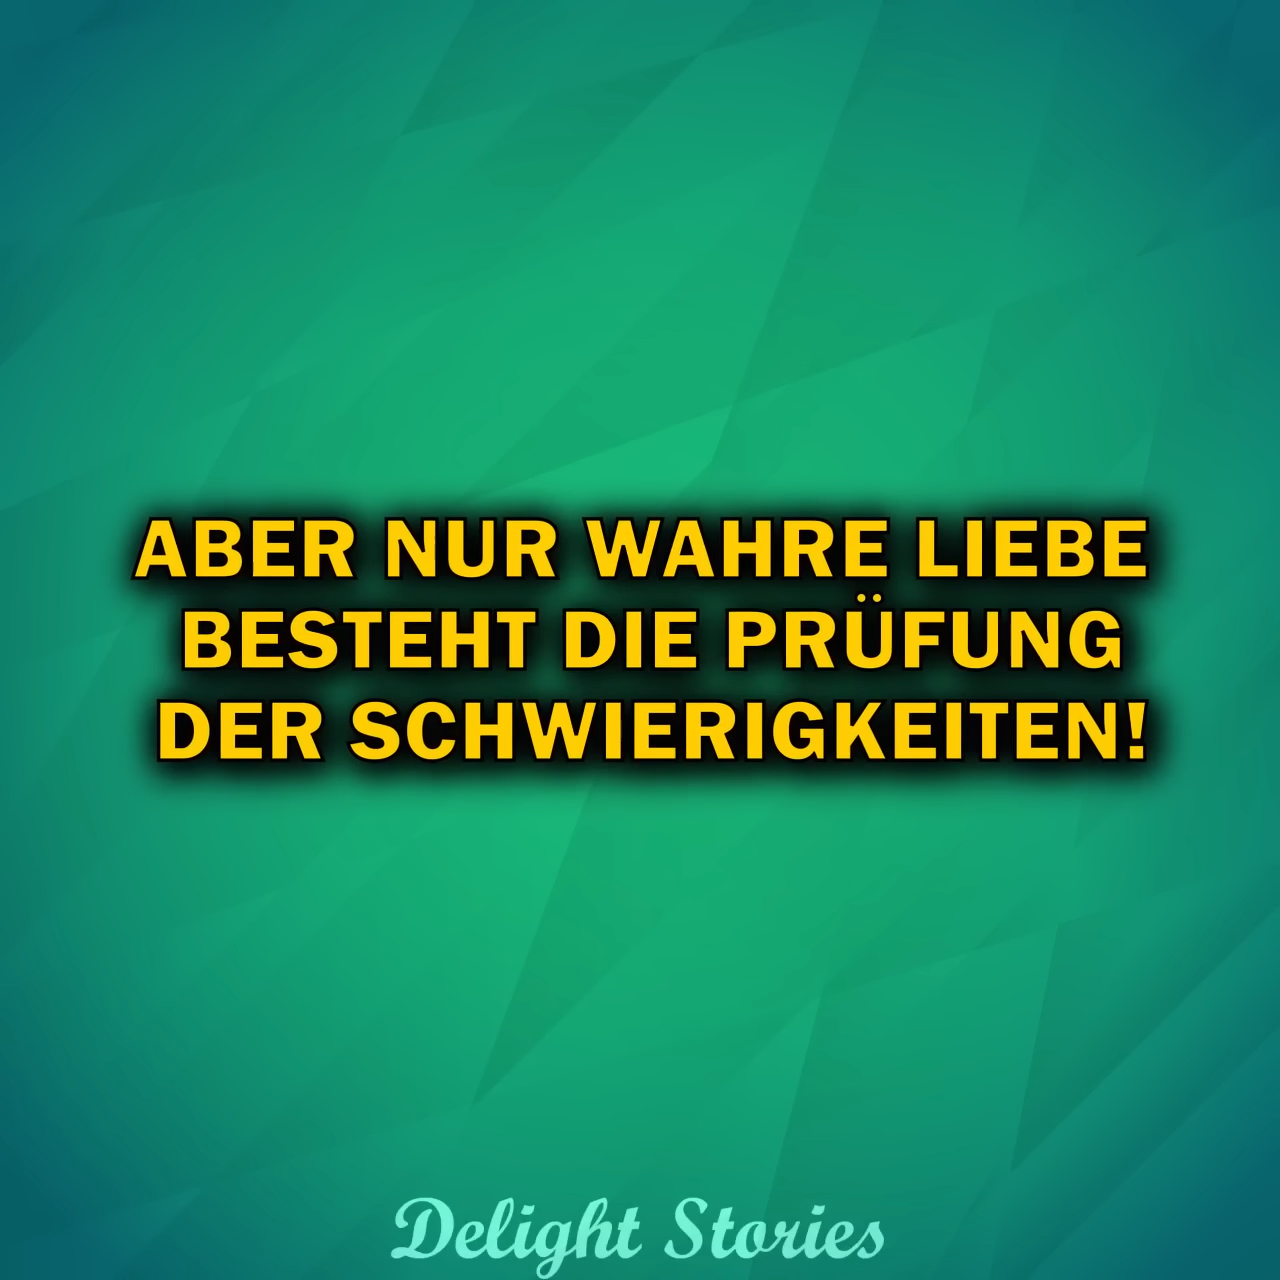 ABER NUR WAHRE LIEBE
BESTEHT DIE PRÜFUNG
DER SCHWIERIGKEITEN!
Delight Stories